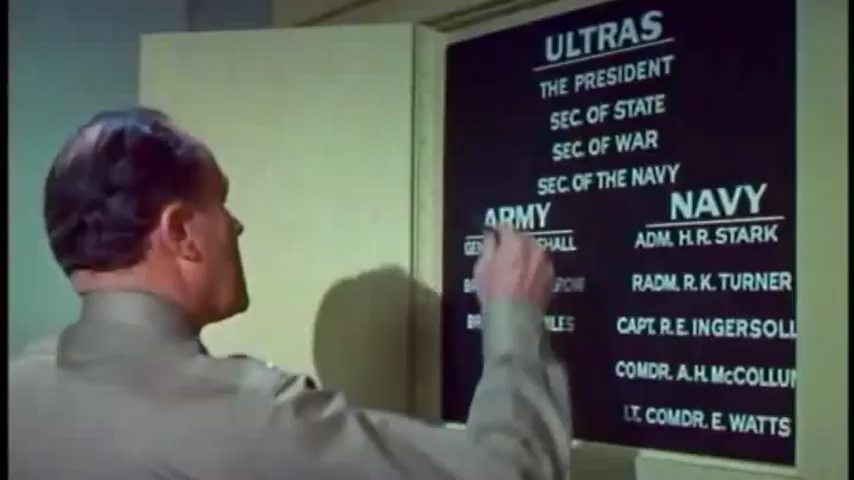 ULTRAS
THE PRESIDENT
SEC. OF STATE
SEC. OF WAR
SEC. OF THE NAVY
ARMY
NAVY
ADM. H.R. STARK
RADM. R.K. TURNER
CAPT. R.E. INGERSOLL
COMDR. A.H. McCOLLUM
LT. COMDR. E. WATTS